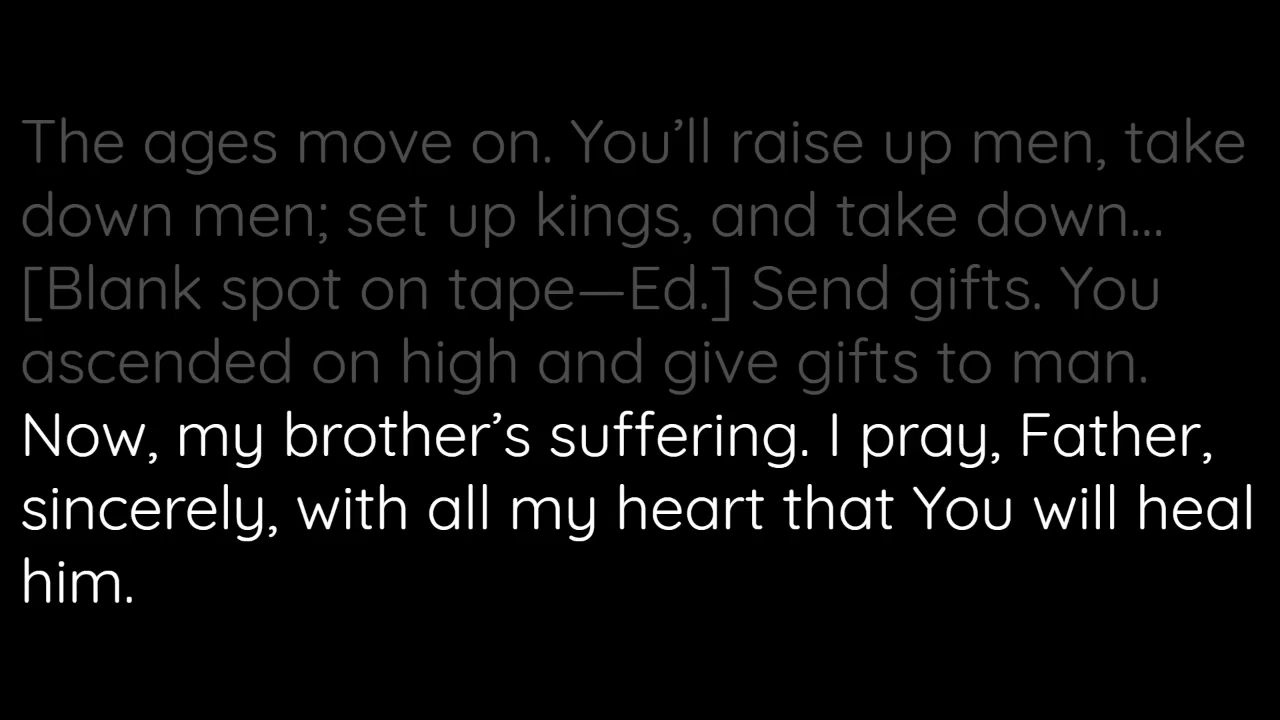 The ages move on. You’ll raise up men, take
down men; set up kings, and take down...
[Blank spot on tape—Ed.] Send gifts. You
ascended on high and give gifts to man.
Now, my brother’s suffering. I pray, Father,
sincerely, with all my heart that You will heal
him.